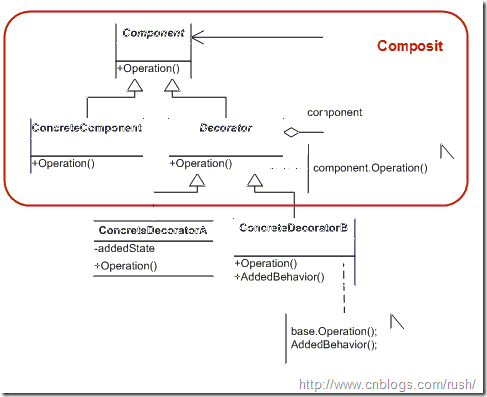 Component
Composit
+Operation()
component
ConcreteComponent
Decorator
+Operation()
+Operation()
component.Operation()
ConcreteDecoratorA
ConcreteDecoratorB
-addedState
+Operation()
+Operation()
+AddedBehavior()
base.Operation();
AddedBehavior();
http://www.cnblogs.com/rush/